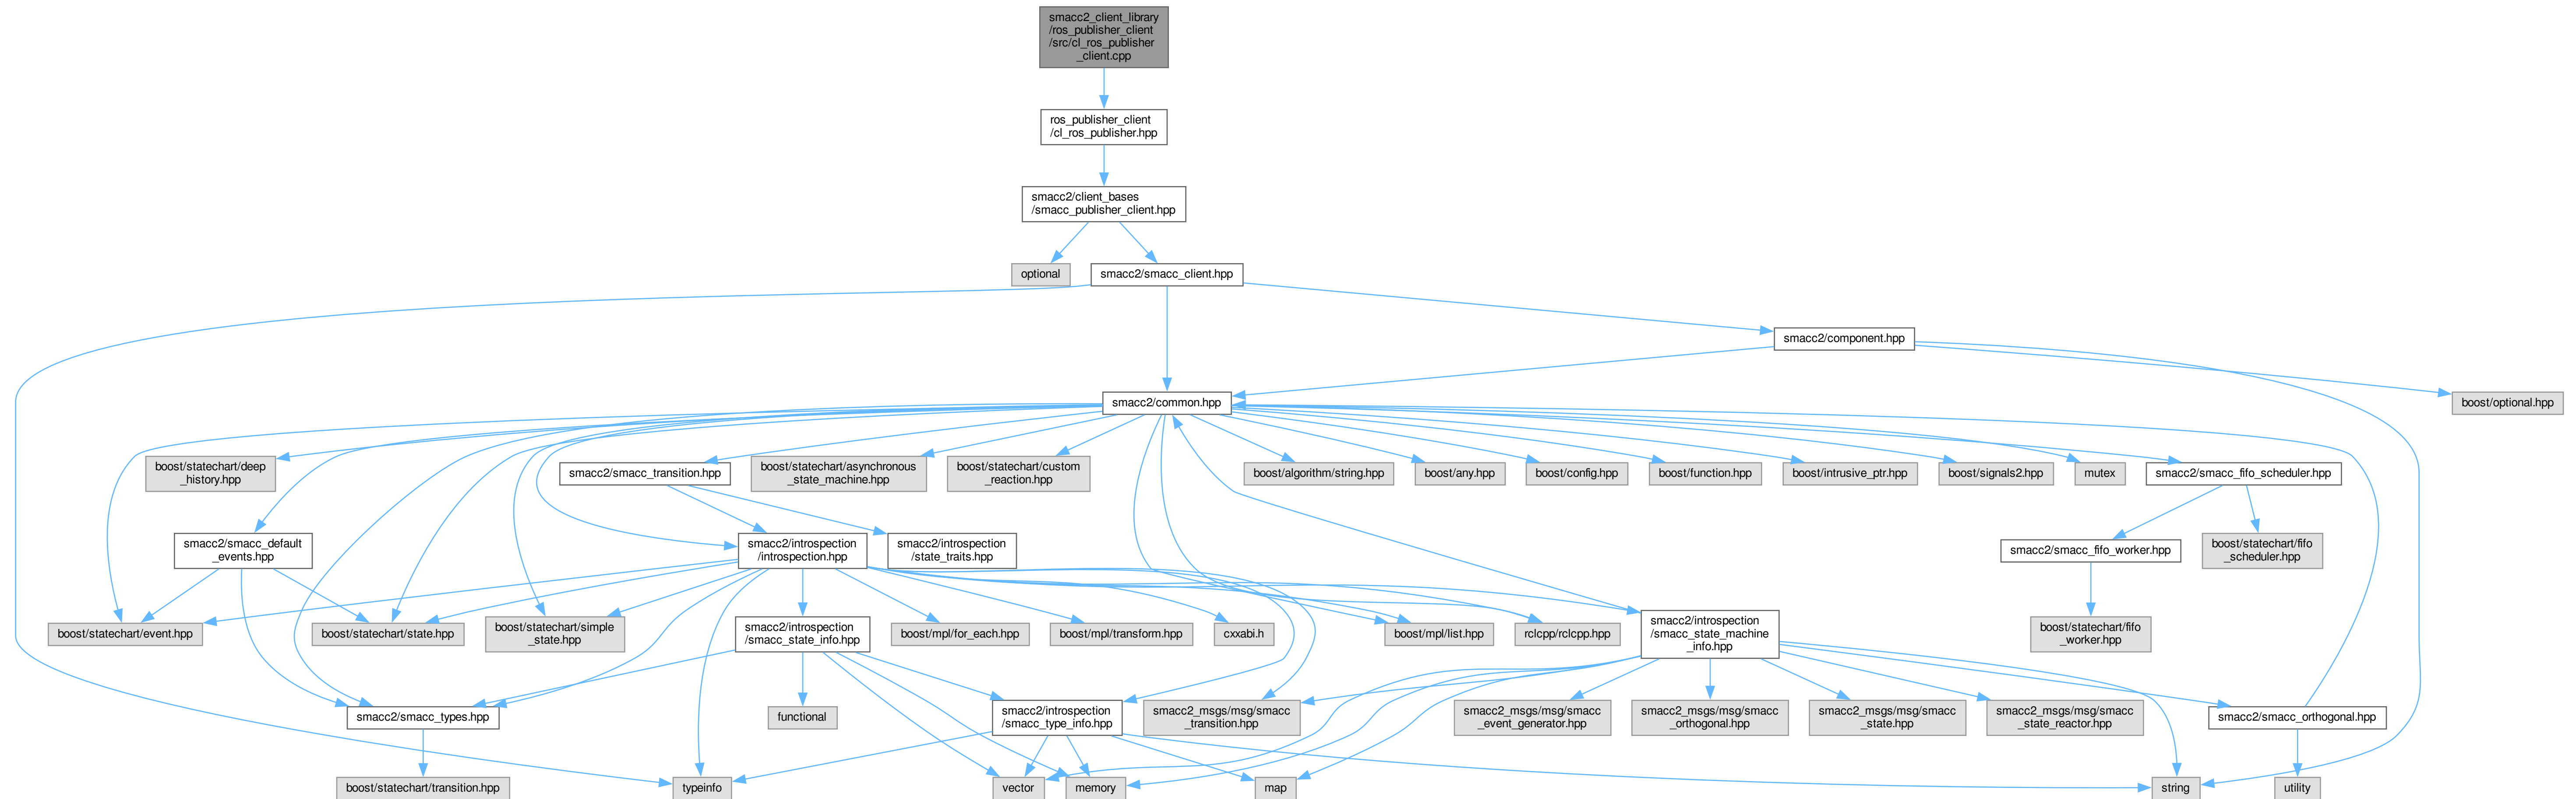 smacc2_client_library
/ros_publisher_client
/src/cl_ros_publisher
_client.cpp
ros_publisher_client
/cl_ros_publisher.hpp
smacc2/client_bases
/smacc_publisher_client.hpp
optional
smacc2/smacc_client.hpp
smacc2/component.hpp
smacc2/common.hpp
boost/optional.hpp
boost/statechart/deep
_history.hpp
smacc2/smacc_transition.hpp
boost/statechart/asynchronous
_state_machine.hpp
boost/statechart/custom
_reaction.hpp
boost/algorithm/string.hpp
boost/any.hpp
boost/config.hpp
boost/function.hpp
boost/intrusive_ptr.hpp
boost/signals2.hpp
mutex
smacc2/smacc_fifo_scheduler.hpp
smacc2/smacc_default
_events.hpp
smacc2/introspection
/introspection.hpp
smacc2/introspection
/state_traits.hpp
smacc2/smacc_fifo_worker.hpp
boost/statechart/fifo
_scheduler.hpp
boost/statechart/event.hpp
boost/statechart/state.hpp
boost/statechart/simple
_state.hpp
smacc2/introspection
/smacc_state_info.hpp
boost/mpl/for_each.hpp
boost/mpl/transform.hpp
cxxabi.h
boost/mpl/list.hpp
rclcpp/rclcpp.hpp
smacc2/introspection
/smacc_state_machine
_info.hpp
boost/statechart/fifo
_worker.hpp
smacc2/smacc_types.hpp
functional
smacc2/introspection
/smacc_type_info.hpp
smacc2_msgs/msg/smacc
_transition.hpp
smacc2_msgs/msg/smacc
_event_generator.hpp
smacc2_msgs/msg/smacc
_orthogonal.hpp
smacc2_msgs/msg/smacc
_state.hpp
smacc2_msgs/msg/smacc
_state_reactor.hpp
smacc2/smacc_orthogonal.hpp
boost/statechart/transition.hpp
typeinfo
vector
memory
map
string
utility